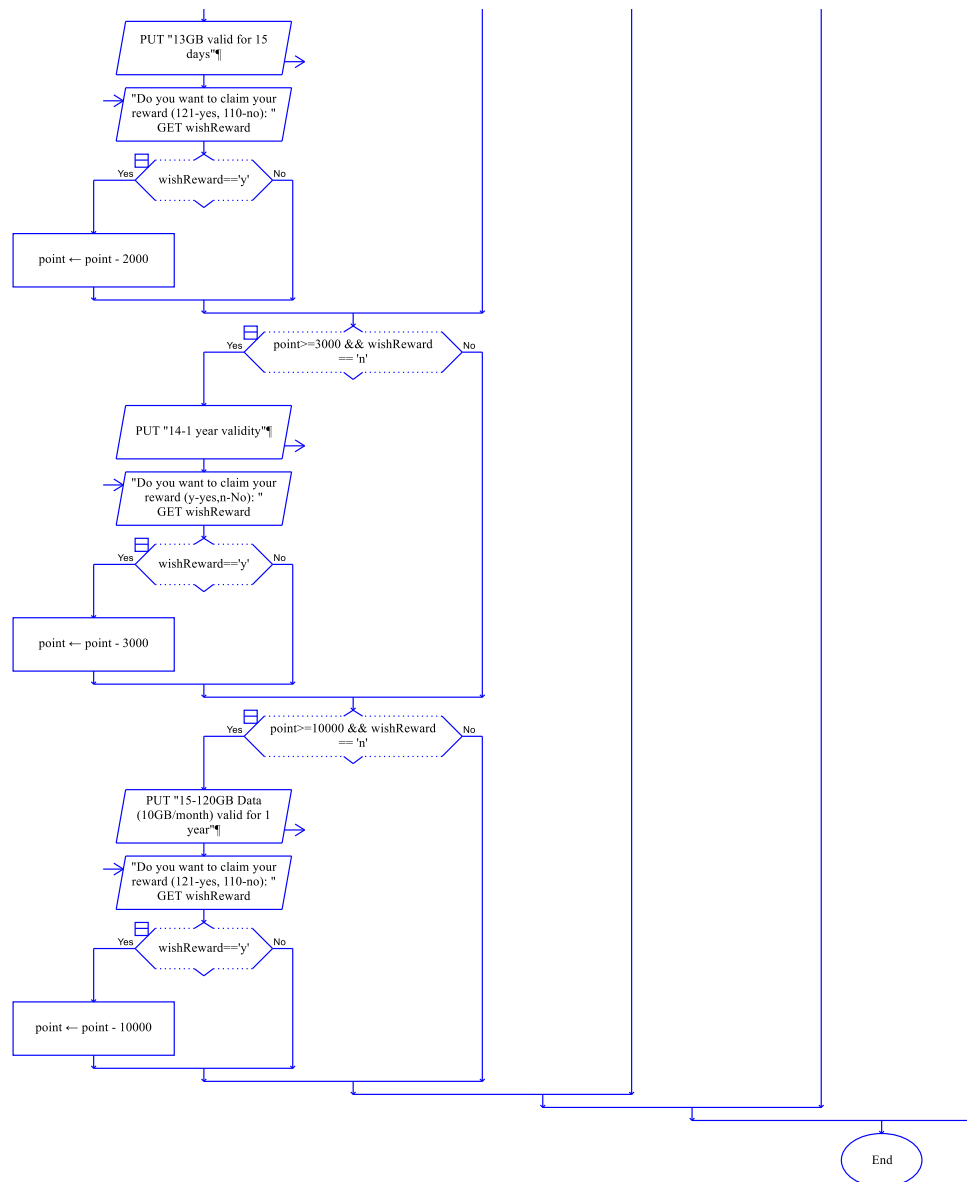 PUT "13GB valid for 15
days"¶
"Do you want to claim your
reward (121-yes, 110-no): "
GET wishReward
Yes
wishReward=='y'
No
point ← point - 2000
Yes
point>=3000 && wishReward
== 'n'
No
PUT "14-1 year validity"¶
"Do you want to claim your
reward (y-yes,n-No): "
GET wishReward
Yes
wishReward=='y'
No
point ← point - 3000
Yes
point>=10000 && wishReward
== 'n'
No
PUT "15-120GB Data
(10GB/month) valid for 1
year"¶
"Do you want to claim your
reward (121-yes, 110-no): "
GET wishReward
Yes
wishReward=='y'
No
point ← point - 10000
End